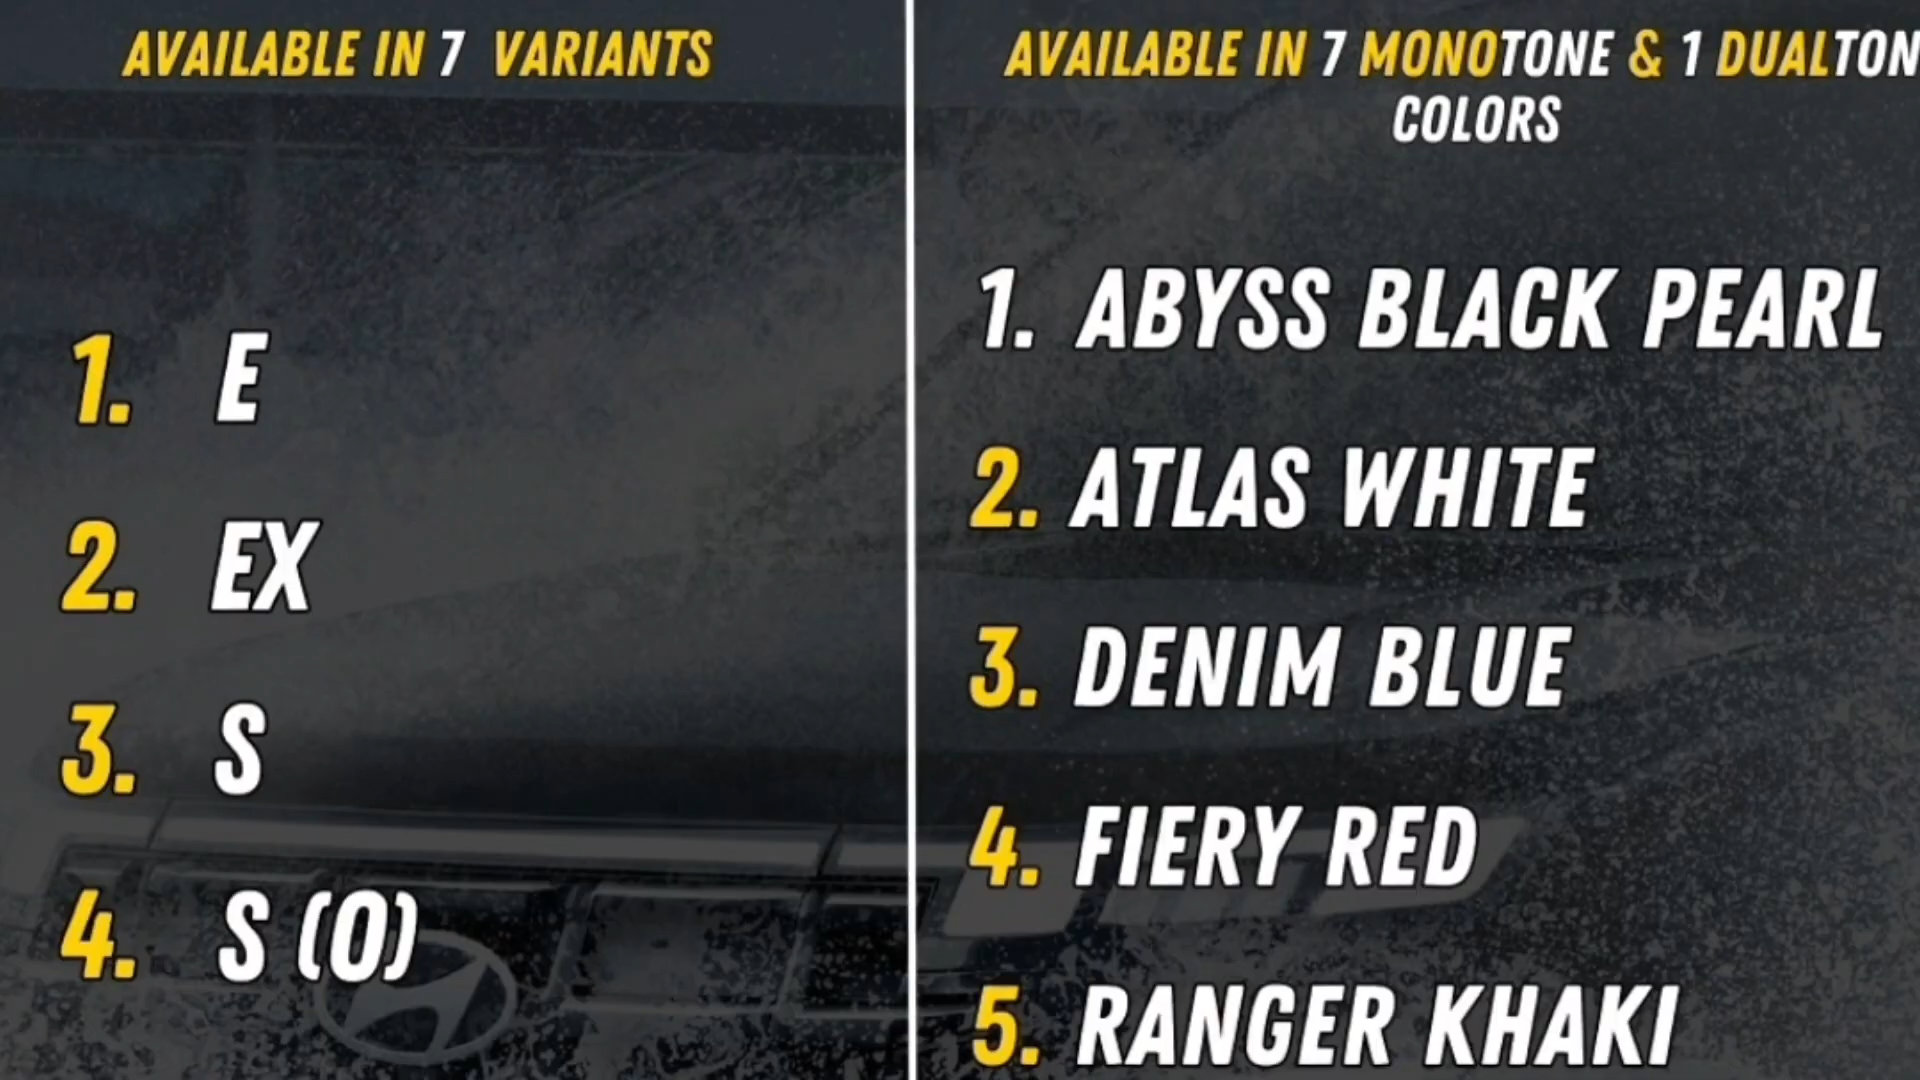 AVAILABLE IN 7 VARIANTS
1. E
2. EX
3. S
4. S (O)
AVAILABLE IN 7 MONOTONE & 1 DUALTON
COLORS
1. ABYSS BLACK PEARL
2. ATLAS WHITE
3. DENIM BLUE
4. FIERY RED
5. RANGER KHAKI